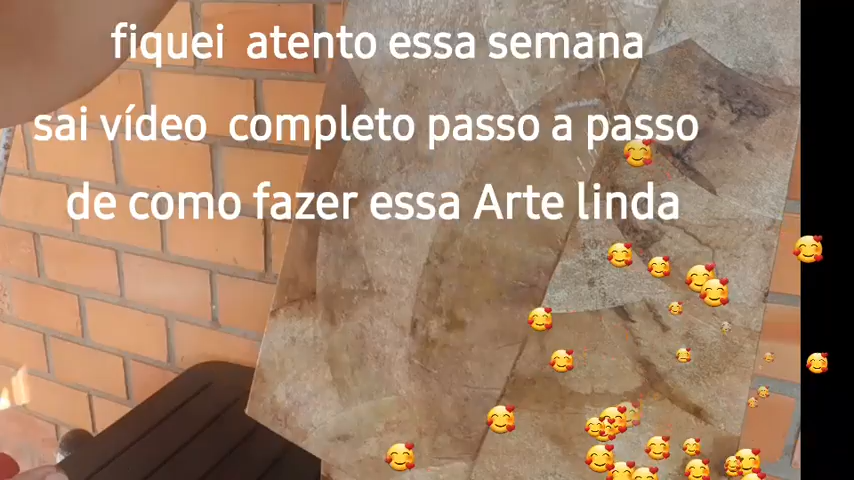 fiquei atento essa semana
sai vídeo completo passo a passo
de como fazer essa Arte linda